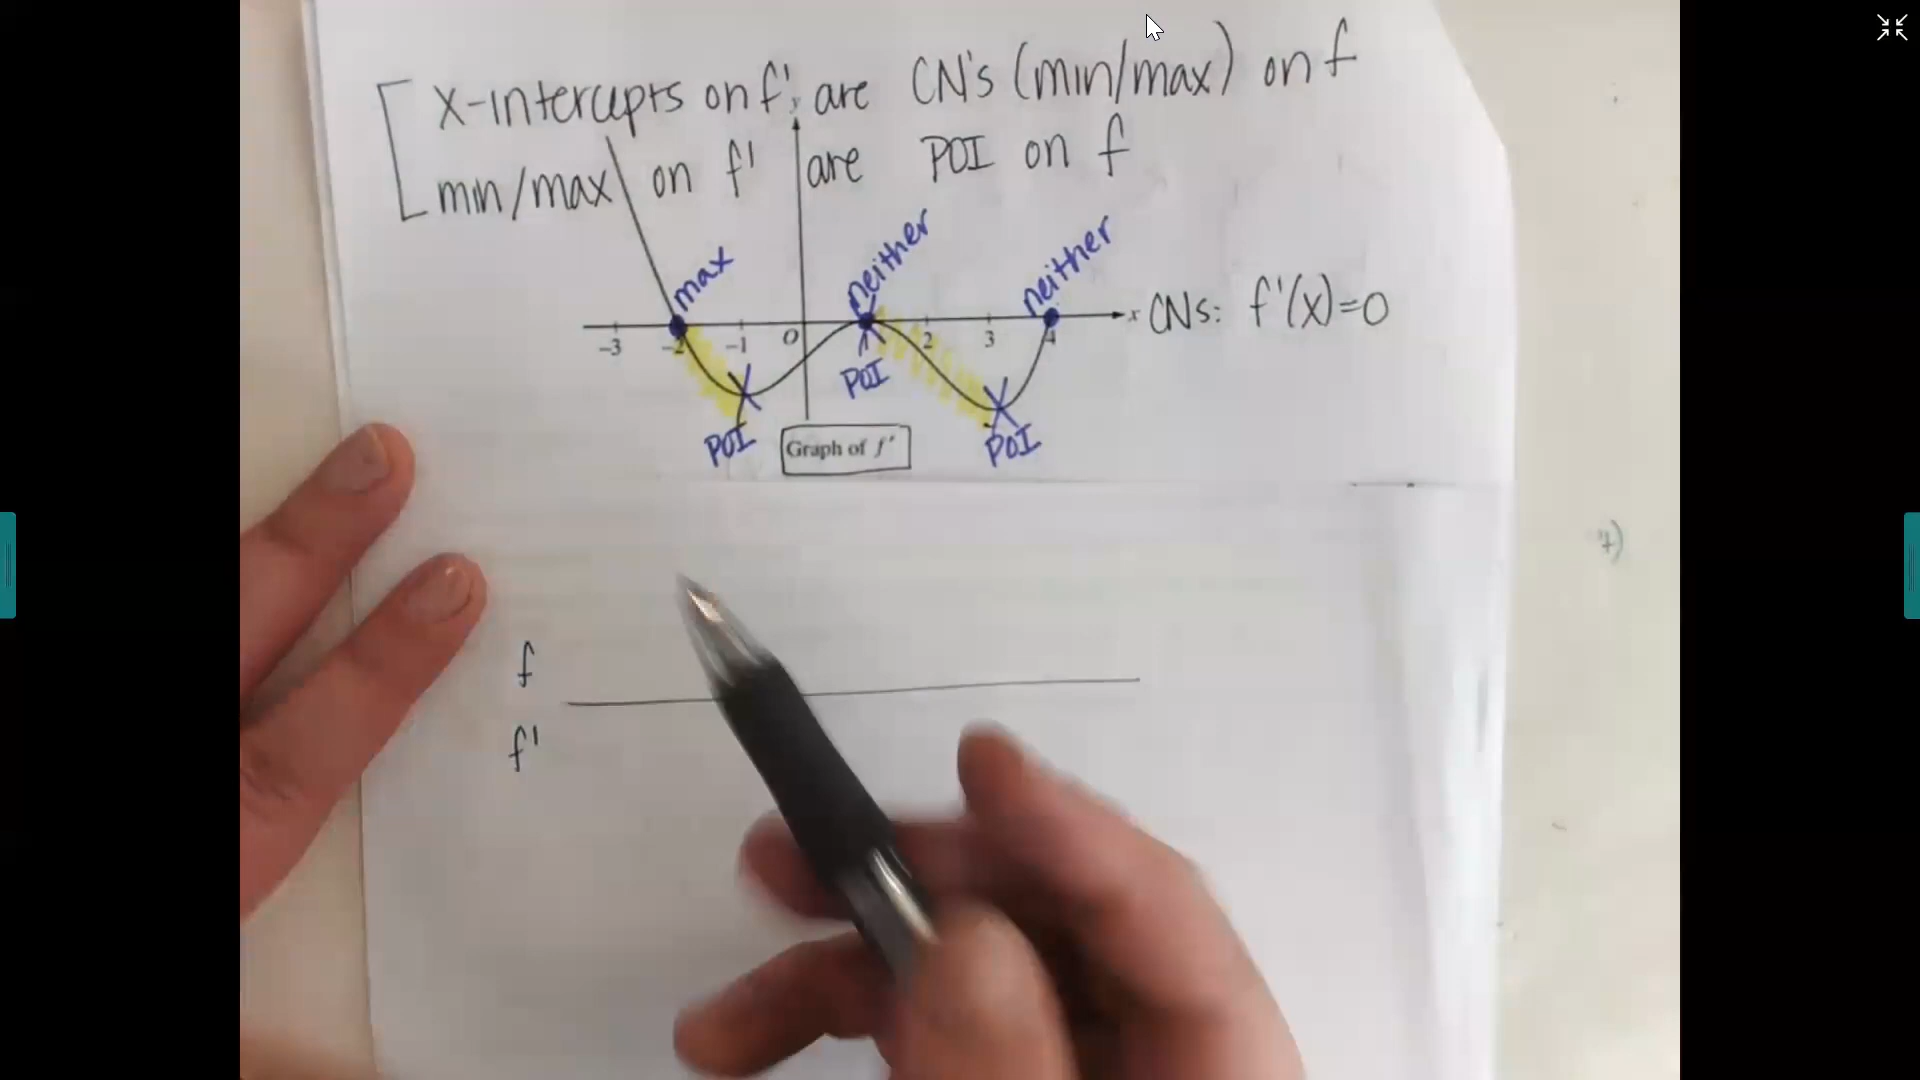 x-intercepts on f' are CN's (min/max) on f
min/max on f' are POI on f
max
neither
neither
y
x
CNs: f'(x)=0
-3 -2 -1 O 2 3 4
POI
POI
POI
Graph of f'
f
f'